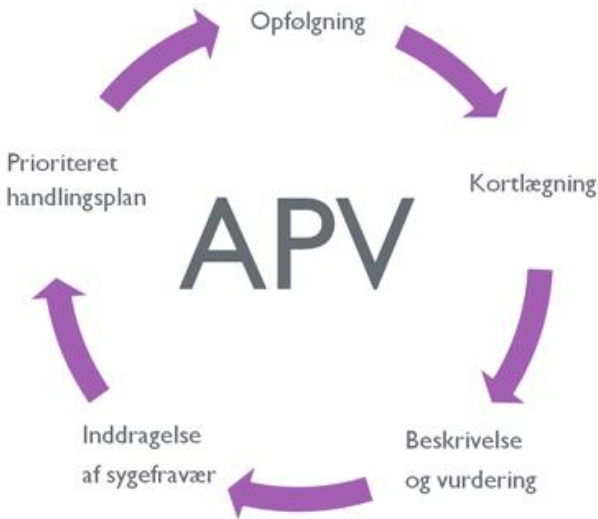 Opfølgning
Kortlægning
Beskrivelse
og vurdering
Inddragelse
af sygefravær
Prioriteret
handlingsplan
APV